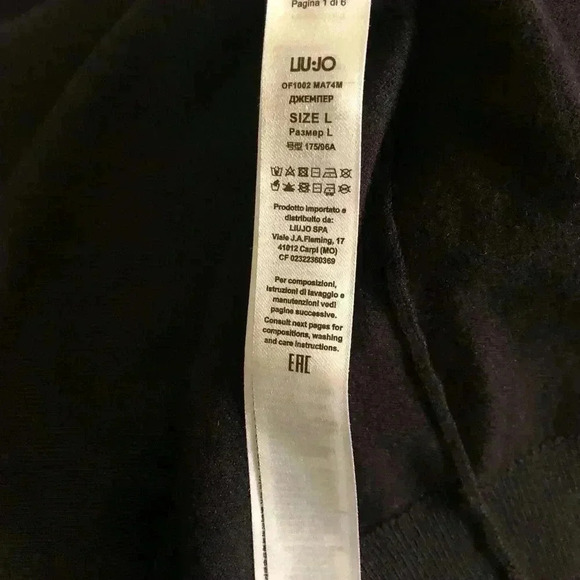 Pagina 1 di 6
LIU·JO
OF1002 MA74M
ДЖЕМПЕР
SIZE L
Размер L
号型 175/96A
Prodotto importato e
distribuito da:
LIUJO SPA
Viale J.A.Fleming, 17
41012 Carpi (MO)
CF 02322360369
Per composizioni,
istruzioni di lavaggio e
manutenzioni vedi
pagine successive.
Consult next pages for
compositions, washing
and care instructions.
EAC